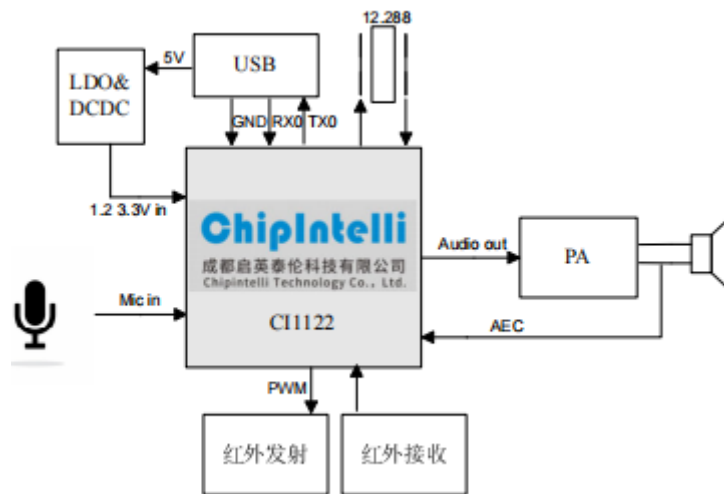 12.288
5V
USB
LDO&
DCDC
GND RX0 TX0
1.2 3.3V in
ChipIntelli
成都启英泰伦科技有限公司
Chipintelli Technology Co., Ltd.
Audio out
PA
Mic in
CI1122
AEC
PWM
红外发射
红外接收